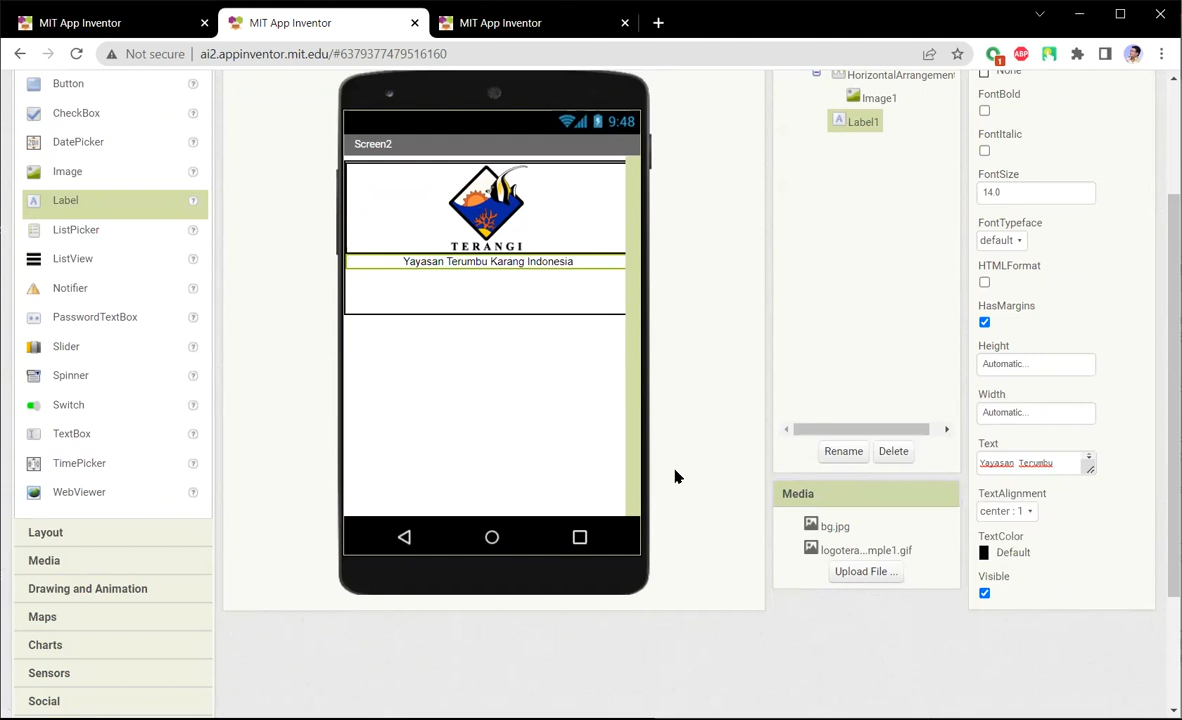 MIT App Inventor
MIT App Inventor
MIT App Inventor
Not secure
ai2.appinventor.mit.edu/#6379377479516160
1
ABP
Button
CheckBox
DatePicker
Image
Label
ListPicker
ListView
Notifier
PasswordTextBox
Slider
Spinner
Switch
TextBox
TimePicker
WebViewer
Layout
Media
Drawing and Animation
Maps
Charts
Sensors
Social
9:48
Screen2
TERANGI
Yayasan Terumbu Karang Indonesia
HorizontalArrangement
Image1
A Label1
Rename
Delete
Media
bg.jpg
logotera...mple1.gif
Upload File ...
None
FontBold
FontItalic
FontSize
14.0
FontTypeface
default
HTMLFormat
HasMargins
Height
Automatic...
Width
Automatic...
Text
Yayasan Terumbu
TextAlignment
center : 1
TextColor
Default
Visible